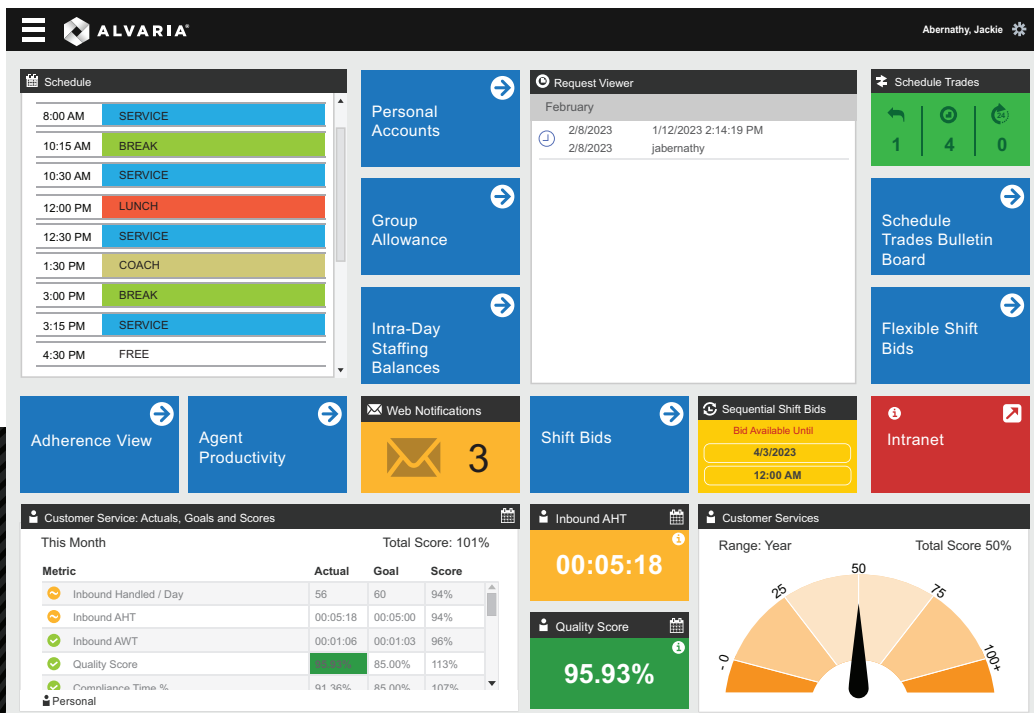 ALVARIA®
Abernathy, Jackie
Schedule
8:00 AM SERVICE
10:15 AM BREAK
10:30 AM SERVICE
12:00 PM LUNCH
12:30 PM SERVICE
1:30 PM COACH
3:00 PM BREAK
3:15 PM SERVICE
4:30 PM FREE
Personal
Accounts
Group
Allowance
Intra-Day
Staffing
Balances
Request Viewer
February
2/8/2023 1/12/2023 2:14:19 PM
2/8/2023 jabernathy
Schedule Trades
24
1 4 0
Schedule
Trades Bulletin
Board
Flexible Shift
Bids
Adherence View
Agent
Productivity
Web Notifications
3
Shift Bids
Sequential Shift Bids
Bid Available Until
4/3/2023
12:00 AM
Intranet
Customer Service: Actuals, Goals and Scores
This Month Total Score: 101%
Metric Actual Goal Score
Inbound Handled / Day 56 60 94%
Inbound AHT 00:05:18 00:05:00 94%
Inbound AWT 00:01:06 00:01:03 96%
Quality Score 95.93% 85.00% 113%
Compliance Time % 91.36% 85.00% 107%
Personal
Inbound AHT
00:05:18
Quality Score
95.93%
Customer Services
Range: Year Total Score 50%
- 0
25
50
75
100+